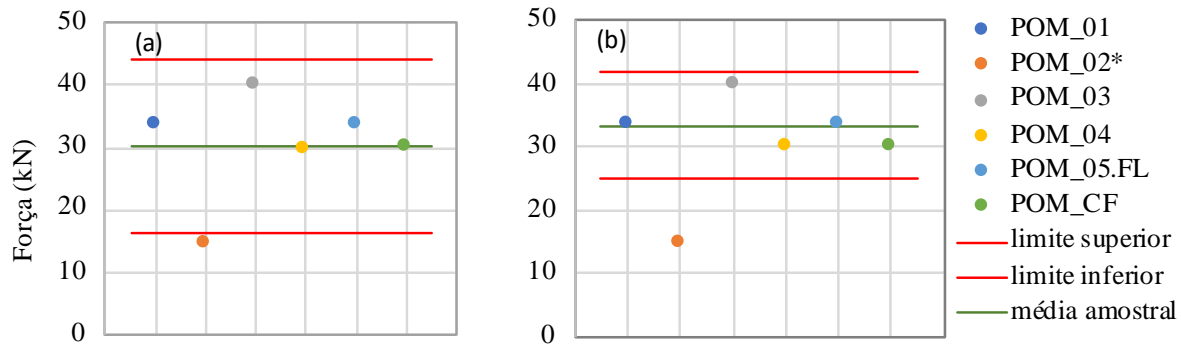 Força (kN)
50
40
30
20
10
0
(a)
50
40
30
20
10
0
(b)
POM_01
POM_02*
POM_03
POM_04
POM_05.FL
POM_CF
limite superior
limite inferior
média amostral